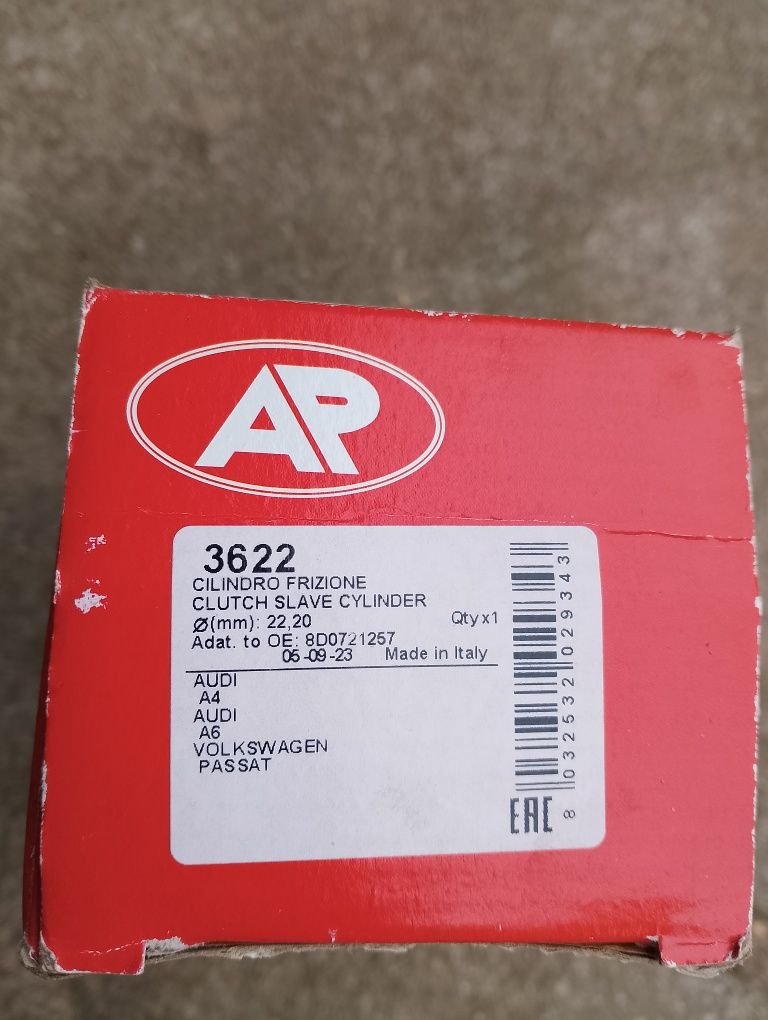 AP
3622
CILINDRO FRIZIONE
CLUTCH SLAVE CYLINDER
Ø(mm): 22,20 Qty x1
Adat. to OE: 8D0721257
05-09-23 Made in Italy
AUDI
A4
AUDI
A6
VOLKSWAGEN
PASSAT
8 032532 029343
EAC